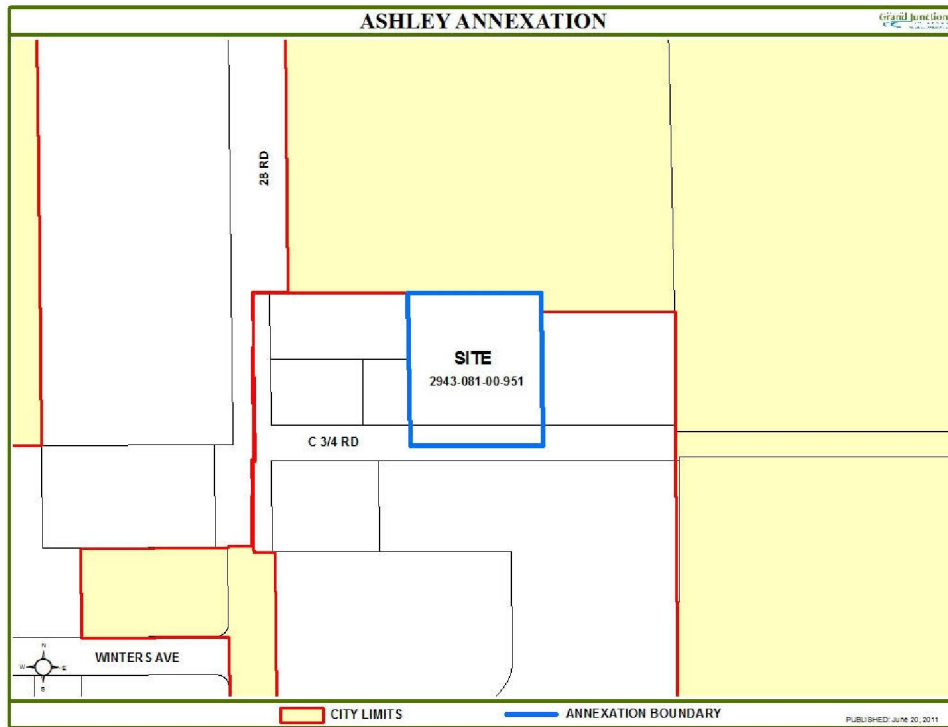 ASHLEY ANNEXATION
Grand Junction
28 RD
SITE
2943-081-00-951
C 3/4 RD
WINTERS AVE
N
W
E
S
CITY LIMITS
ANNEXATION BOUNDARY
PUBLISHED: June 20, 2011